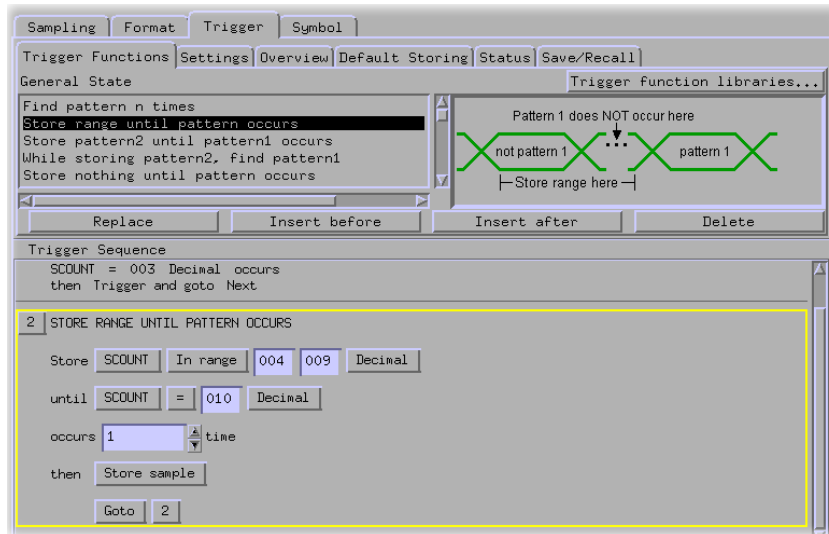 Sampling Format Trigger Symbol
Trigger Functions Settings Overview Default Storing Status Save/Recall
General State Trigger function libraries...
Find pattern n times
Store range until pattern occurs
Store pattern2 until pattern1 occurs
While storing pattern2, find pattern1
Store nothing until pattern occurs
Pattern 1 does NOT occur here
...
not pattern 1 pattern 1
Store range here
Replace Insert before Insert after Delete
Trigger Sequence
SCOUNT = 003 Decimal occurs
then Trigger and goto Next
2 STORE RANGE UNTIL PATTERN OCCURS
Store SCOUNT In range 004 009 Decimal
until SCOUNT = 010 Decimal
occurs 1 time
then Store sample
Goto 2